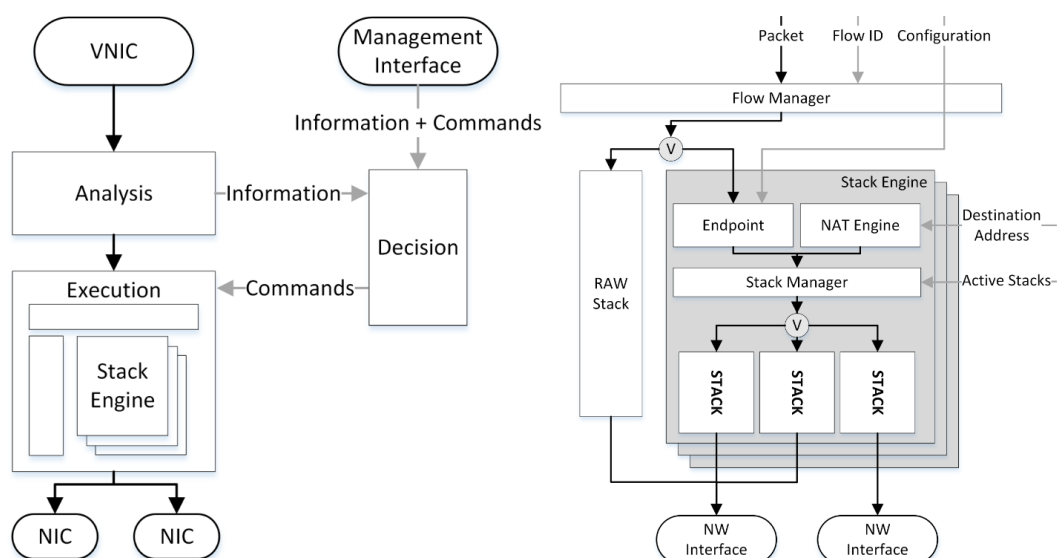 VNIC
Management
Interface
Information + Commands
Analysis
Information
Decision
Execution
Commands
Stack
Engine
NIC
NIC
Packet
Flow ID
Configuration
Flow Manager
V
Stack Engine
Endpoint
NAT Engine
Destination
Address
RAW
Stack
Stack Manager
Active Stacks
V
STACK
STACK
STACK
NW
Interface
NW
Interface